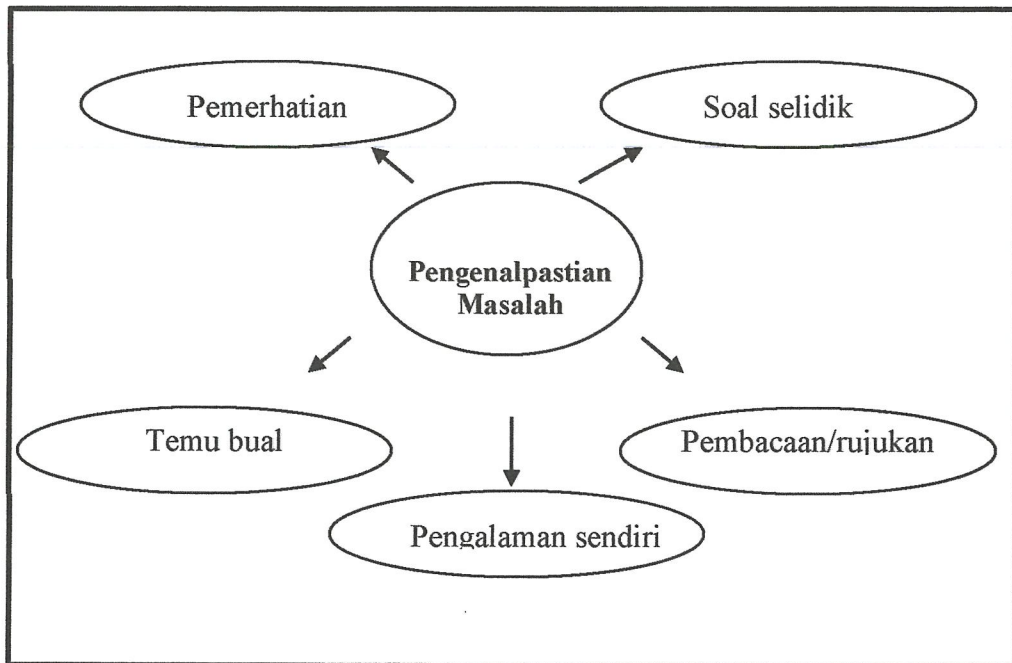 Pemerhatian
Soal selidik
Pengenalpastian
Masalah
Temu bual
Pembacaan/rujukan
Pengalaman sendiri